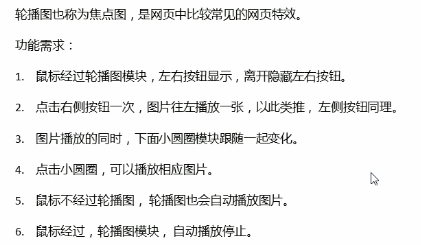 轮播图也称为焦点图，是网页中比较常见的网页特效。
功能需求：
1. 鼠标经过轮播图模块，左右按钮显示，离开隐藏左右按钮。
2. 点击右侧按钮一次，图片往左播放一张，以此类推，左侧按钮同理。
3. 图片播放的同时，下面小圆圈模块跟随一起变化。
4. 点击小圆圈，可以播放相应图片。
5. 鼠标不经过轮播图，轮播图也会自动播放图片。
6. 鼠标经过，轮播图模块，自动播放停止。